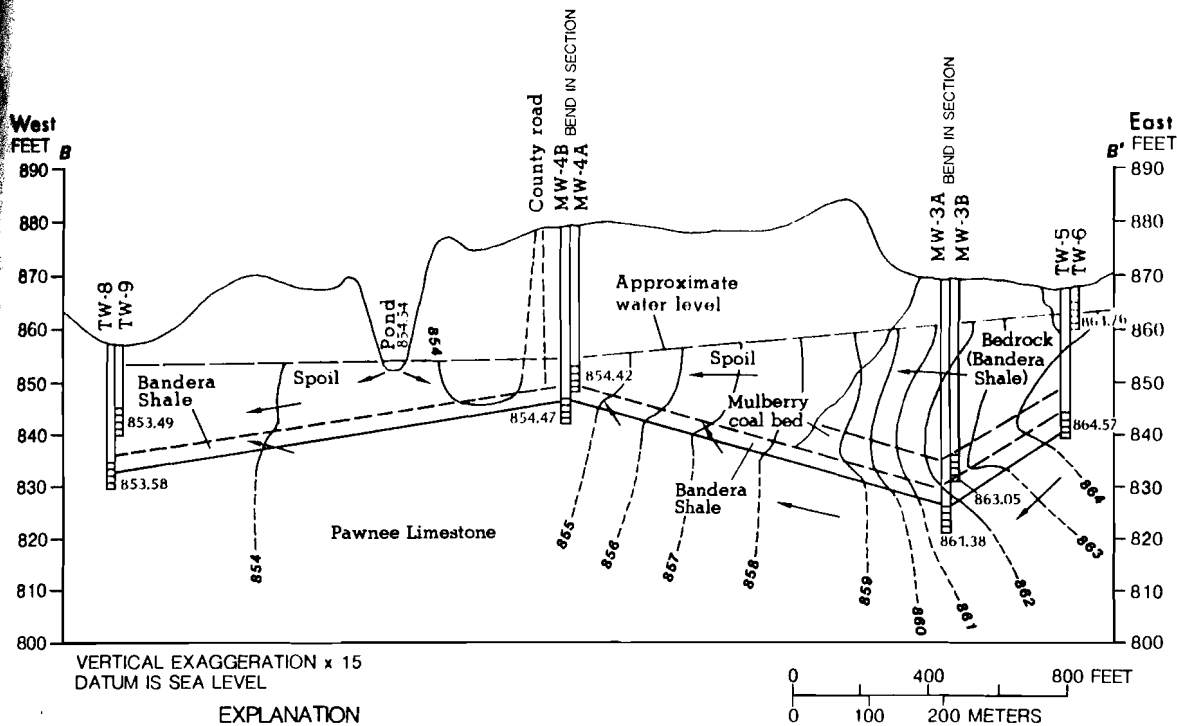 West
FEET B
East
B' FEET
890
880
870
860
850
840
830
820
810
800
890
880
870
860
850
840
830
820
810
800
TW-8
TW-9
Pond
854.54
854
County road
MW-4B BEND IN SECTION
MW-4A
MW-3A BEND IN SECTION
MW-3B
TW-5
TW-6
Approximate
water level
Spoil
Spoil
Bandera
Shale
853.49
853.58
854.47
854.42
Mulberry
coal bed
Bandera
Shale
Bedrock
(Bandera
Shale)
863.05
861.38
864.57
Pawnee Limestone
854
855
856
857
858
859
860
861
862
863
864
VERTICAL EXAGGERATION x 15
DATUM IS SEA LEVEL
EXPLANATION
0 400 800 FEET
0 100 200 METERS